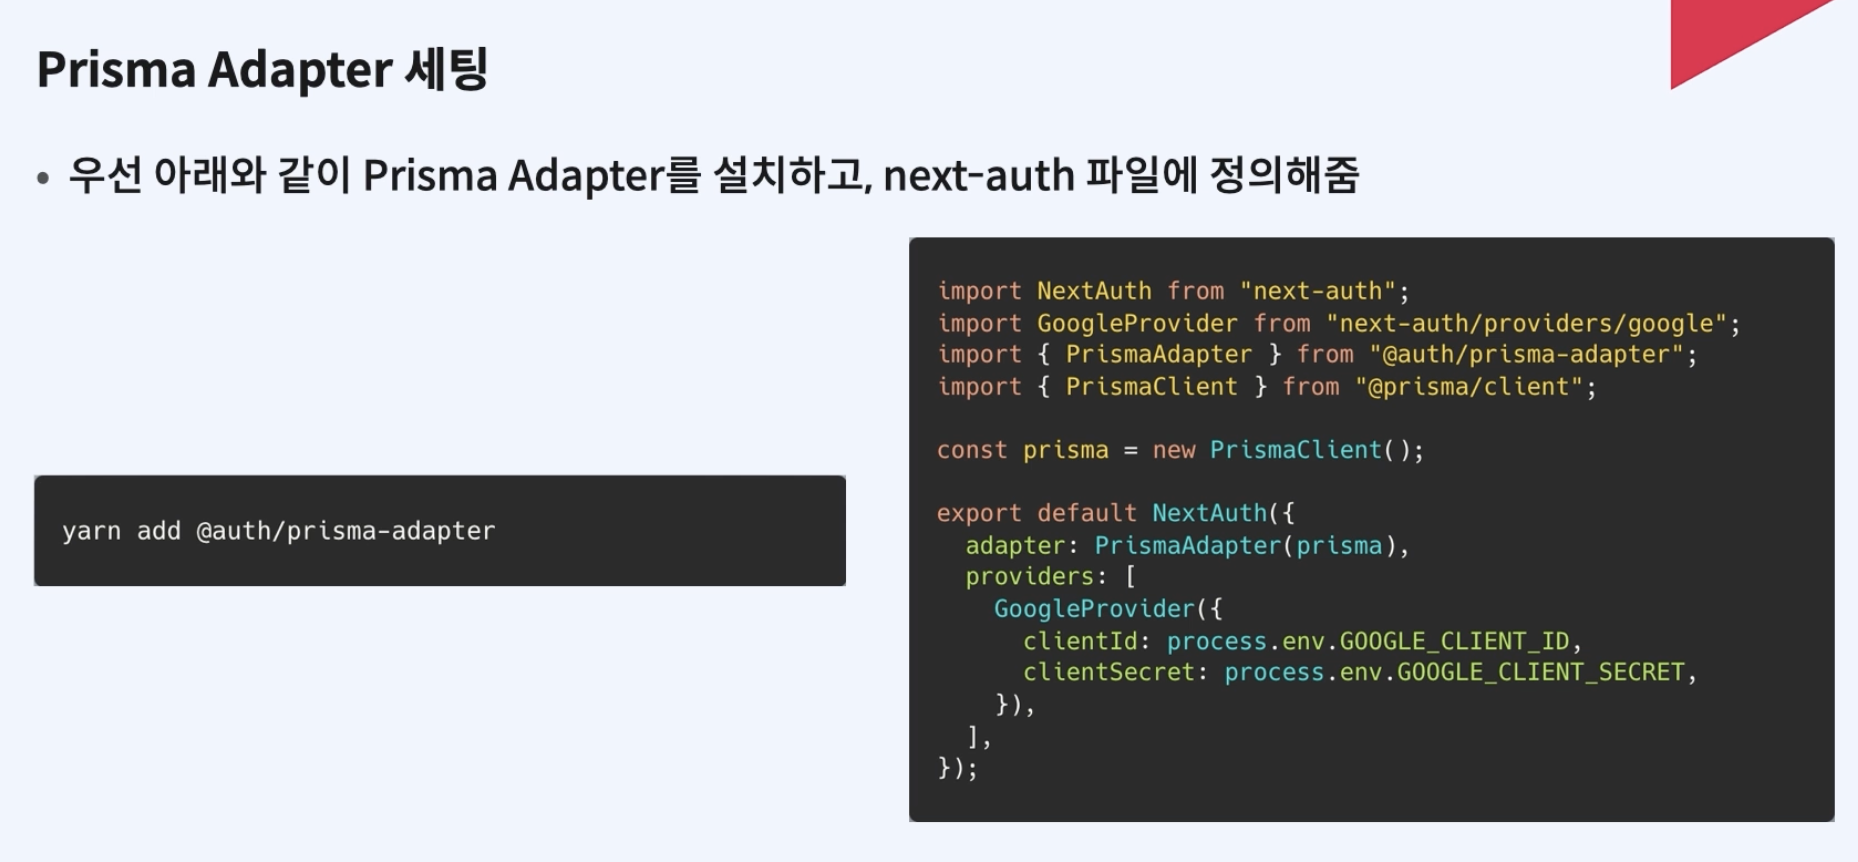 Prisma Adapter 세팅
• 우선 아래와 같이 Prisma Adapter를 설치하고, next-auth 파일에 정의해줌
yarn add @auth/prisma-adapter
import NextAuth from "next-auth";
import GoogleProvider from "next-auth/providers/google";
import { PrismaAdapter } from "@auth/prisma-adapter";
import { PrismaClient } from "@prisma/client";

const prisma = new PrismaClient();

export default NextAuth({
  adapter: PrismaAdapter(prisma),
  providers: [
    GoogleProvider({
      clientId: process.env.GOOGLE_CLIENT_ID,
      clientSecret: process.env.GOOGLE_CLIENT_SECRET,
    }),
  ],
});